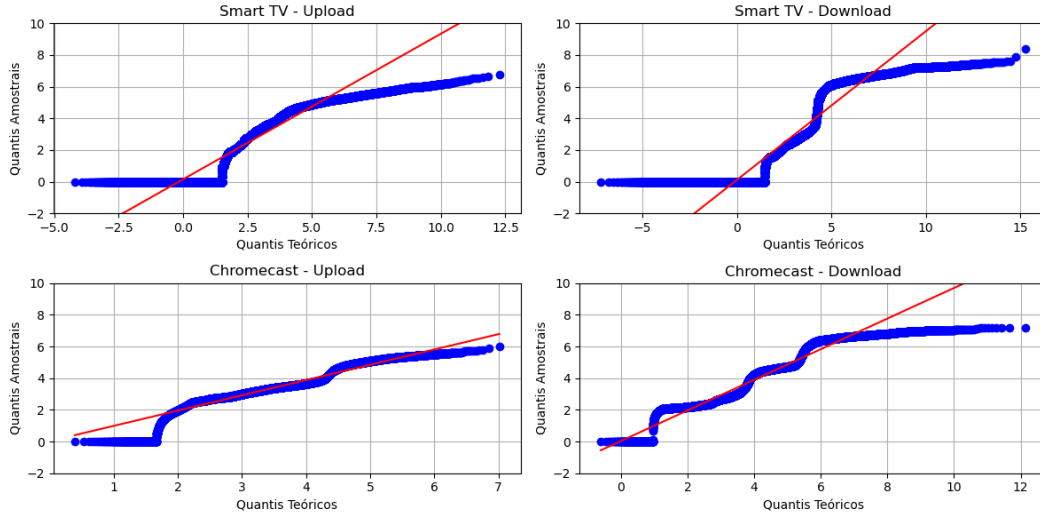 Smart TV - Upload
10
8
6
4
2
0
−2
Quantis Amostrais
−5.0 −2.5 0.0 2.5 5.0 7.5 10.0 12.5
Quantis Teóricos
Smart TV - Download
10
8
6
4
2
0
−2
Quantis Amostrais
−5 0 5 10 15
Quantis Teóricos
Chromecast - Upload
10
8
6
4
2
0
−2
Quantis Amostrais
1 2 3 4 5 6 7
Quantis Teóricos
Chromecast - Download
10
8
6
4
2
0
−2
Quantis Amostrais
0 2 4 6 8 10 12
Quantis Teóricos